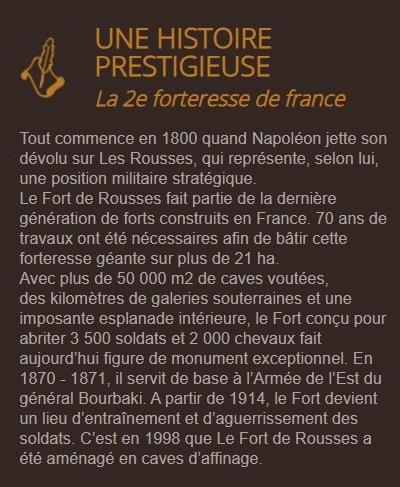 UNE HISTOIRE
PRESTIGIEUSE
La 2e forteresse de france
Tout commence en 1800 quand Napoléon jette son
dévolu sur Les Rousses, qui représente, selon lui,
une position militaire stratégique.
Le Fort de Rousses fait partie de la dernière
génération de forts construits en France. 70 ans de
travaux ont été nécessaires afin de bâtir cette
forteresse géante sur plus de 21 ha.
Avec plus de 50 000 m2 de caves voutées,
des kilomètres de galeries souterraines et une
imposante esplanade intérieure, le Fort conçu pour
abriter 3 500 soldats et 2 000 chevaux fait
aujourd’hui figure de monument exceptionnel. En
1870 - 1871, il servit de base à l’Armée de l’Est du
général Bourbaki. A partir de 1914, le Fort devient
un lieu d’entraînement et d’aguerrissement des
soldats. C’est en 1998 que Le Fort de Rousses a
été aménagé en caves d’affinage.